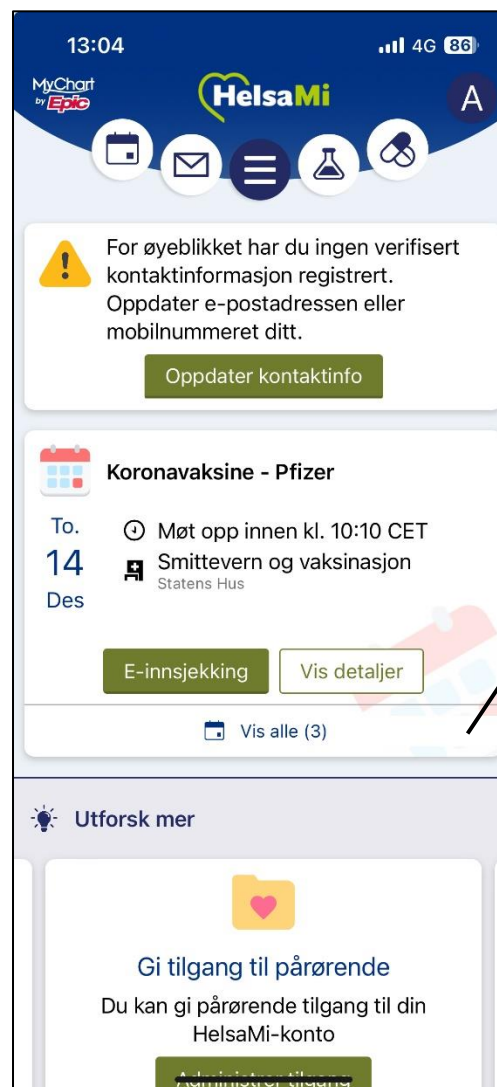 13:04
4G 86
MyChart
by Epic
HelsaMi
A
For øyeblikket har du ingen verifisert
kontaktinformasjon registrert.
Oppdater e-postadressen eller
mobilnummeret ditt.
Oppdater kontaktinfo
Koronavaksine - Pfizer
To.
14
Des
Møt opp innen kl. 10:10 CET
Smittevern og vaksinasjon
Statens Hus
E-innsjekking
Vis detaljer
Vis alle (3)
Utforsk mer
Gi tilgang til pårørende
Du kan gi pårørende tilgang til din
HelsaMi-konto
Administrer tilgang